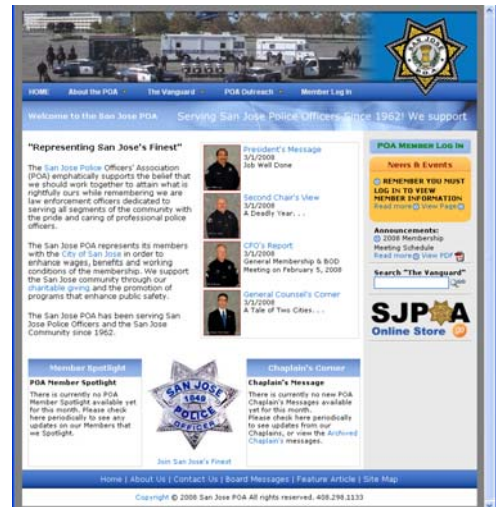 HOME About the POA The Vanguard POA Outreach Member Log In
Welcome to the San Jose POA Serving San Jose Police Officers Since 1962! We support
"Representing San Jose's Finest"
The San Jose Police Officers' Association
(POA) emphatically supports the belief that
we should work together to attain what is
rightfully ours while remembering we are
law enforcement officers dedicated to
serving all segments of the community with
the pride and caring of professional police
officers.
The San Jose POA represents its members
with the City of San Jose in order to
enhance wages, benefits and working
conditions of the membership. We support
the San Jose community through our
charitable giving and the promotion of
programs that enhance public safety.
The San Jose POA has been serving San
Jose Police Officers and the San Jose
Community since 1962.
President's Message
3/1/2008
Job Well Done
Second Chair's View
3/1/2008
A Deadly Year. . .
CFO's Report
3/1/2008
General Membership & BOD
Meeting on February 5, 2008
General Counsel's Corner
3/1/2008
A Tale of Two Cities. . .
POA Member Log In
News & Events
REMEMBER YOU MUST
LOG IN TO VIEW
MEMBER INFORMATION
Read more View Page
Announcements:
2008 Membership
Meeting Schedule
Read more View PDF
Search "The Vanguard"
GO
SJPOA
Online Store
Member Spotlight
POA Member Spotlight
There is currently no POA
Member Spotlight available yet
for this month. Please check
here periodically to see any
updates on our Members that
we Spotlight.
SAN JOSE
1040
POLICE
OFFICER
Join San Jose's Finest
Chaplain's Corner
Chaplain's Message
There is currently no new POA
Chaplain's Messages available
yet for this month.
Please check here periodically
to see updates from our
Chaplains, or view the Archived
Chaplain's messages.
Home | About Us | Contact Us | Board Messages | Feature Article | Site Map
Copyright © 2008 San Jose POA All rights reserved. 408.298.1133